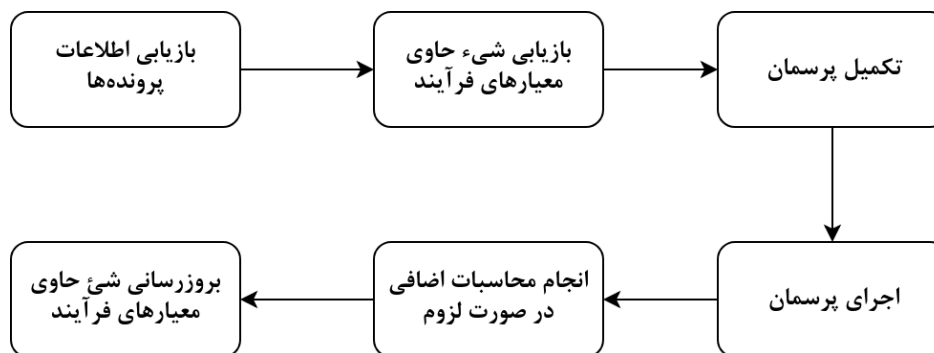 بازیابی اطلاعات
پرونده‌ها
بازیابی شیء حاوی
معیارهای فرآیند
تکمیل پرسمان
اجرای پرسمان
انجام محاسبات اضافی
در صورت لزوم
بروزرسانی شئ حاوی
معیارهای فرآیند